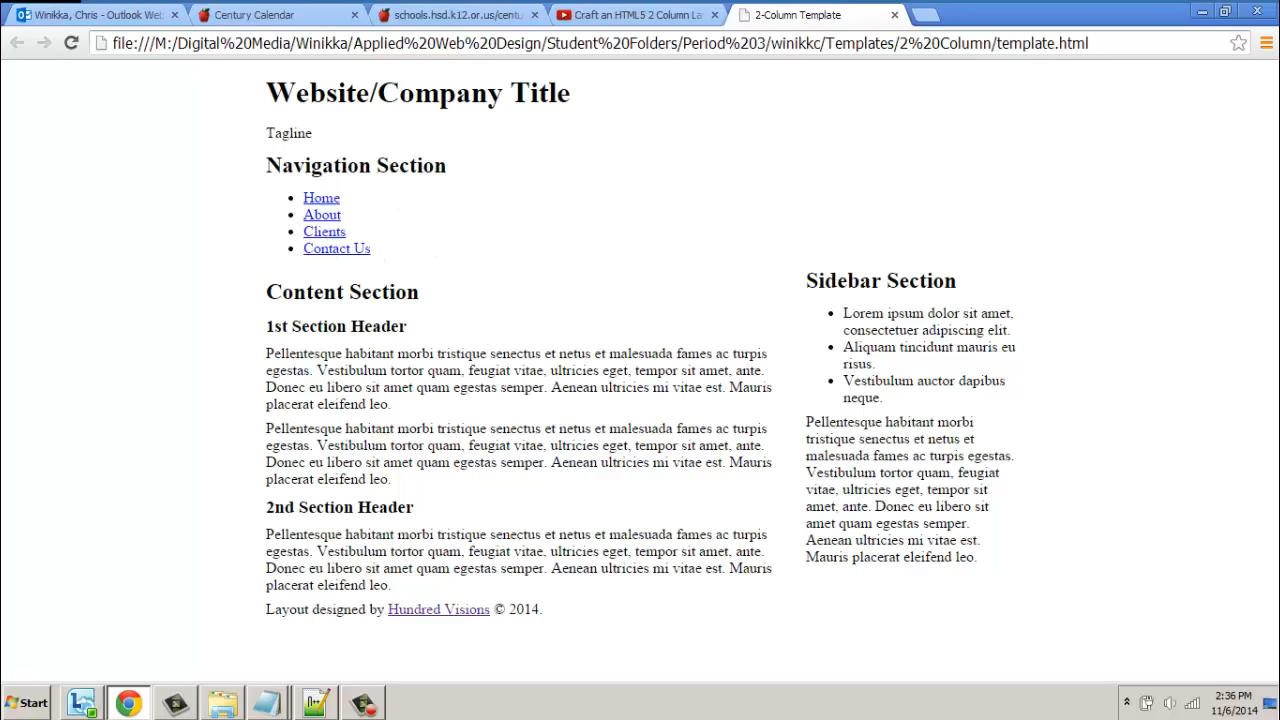 Winikka, Chris - Outlook Web
Century Calendar
schools.hsd.k12.or.us/centu
Craft an HTML5 2 Column La
2-Column Template
file:///M:/Digital%20Media/Winikka/Applied%20Web%20Design/Student%20Folders/Period%203/winikkc/Templates/2%20Column/template.html
Website/Company Title
Tagline
Navigation Section
Home
About
Clients
Contact Us
Content Section
1st Section Header
Pellentesque habitant morbi tristique senectus et netus et malesuada fames ac turpis
egestas. Vestibulum tortor quam, feugiat vitae, ultricies eget, tempor sit amet, ante.
Donec eu libero sit amet quam egestas semper. Aenean ultricies mi vitae est. Mauris
placerat eleifend leo.
Pellentesque habitant morbi tristique senectus et netus et malesuada fames ac turpis
egestas. Vestibulum tortor quam, feugiat vitae, ultricies eget, tempor sit amet, ante.
Donec eu libero sit amet quam egestas semper. Aenean ultricies mi vitae est. Mauris
placerat eleifend leo.
2nd Section Header
Pellentesque habitant morbi tristique senectus et netus et malesuada fames ac turpis
egestas. Vestibulum tortor quam, feugiat vitae, ultricies eget, tempor sit amet, ante.
Donec eu libero sit amet quam egestas semper. Aenean ultricies mi vitae est. Mauris
placerat eleifend leo.
Layout designed by Hundred Visions © 2014.
Sidebar Section
Lorem ipsum dolor sit amet,
consectetuer adipiscing elit.
Aliquam tincidunt mauris eu
risus.
Vestibulum auctor dapibus
neque.
Pellentesque habitant morbi
tristique senectus et netus et
malesuada fames ac turpis egestas.
Vestibulum tortor quam, feugiat
vitae, ultricies eget, tempor sit
amet, ante. Donec eu libero sit
amet quam egestas semper.
Aenean ultricies mi vitae est.
Mauris placerat eleifend leo.
Start
2:36 PM
11/6/2014